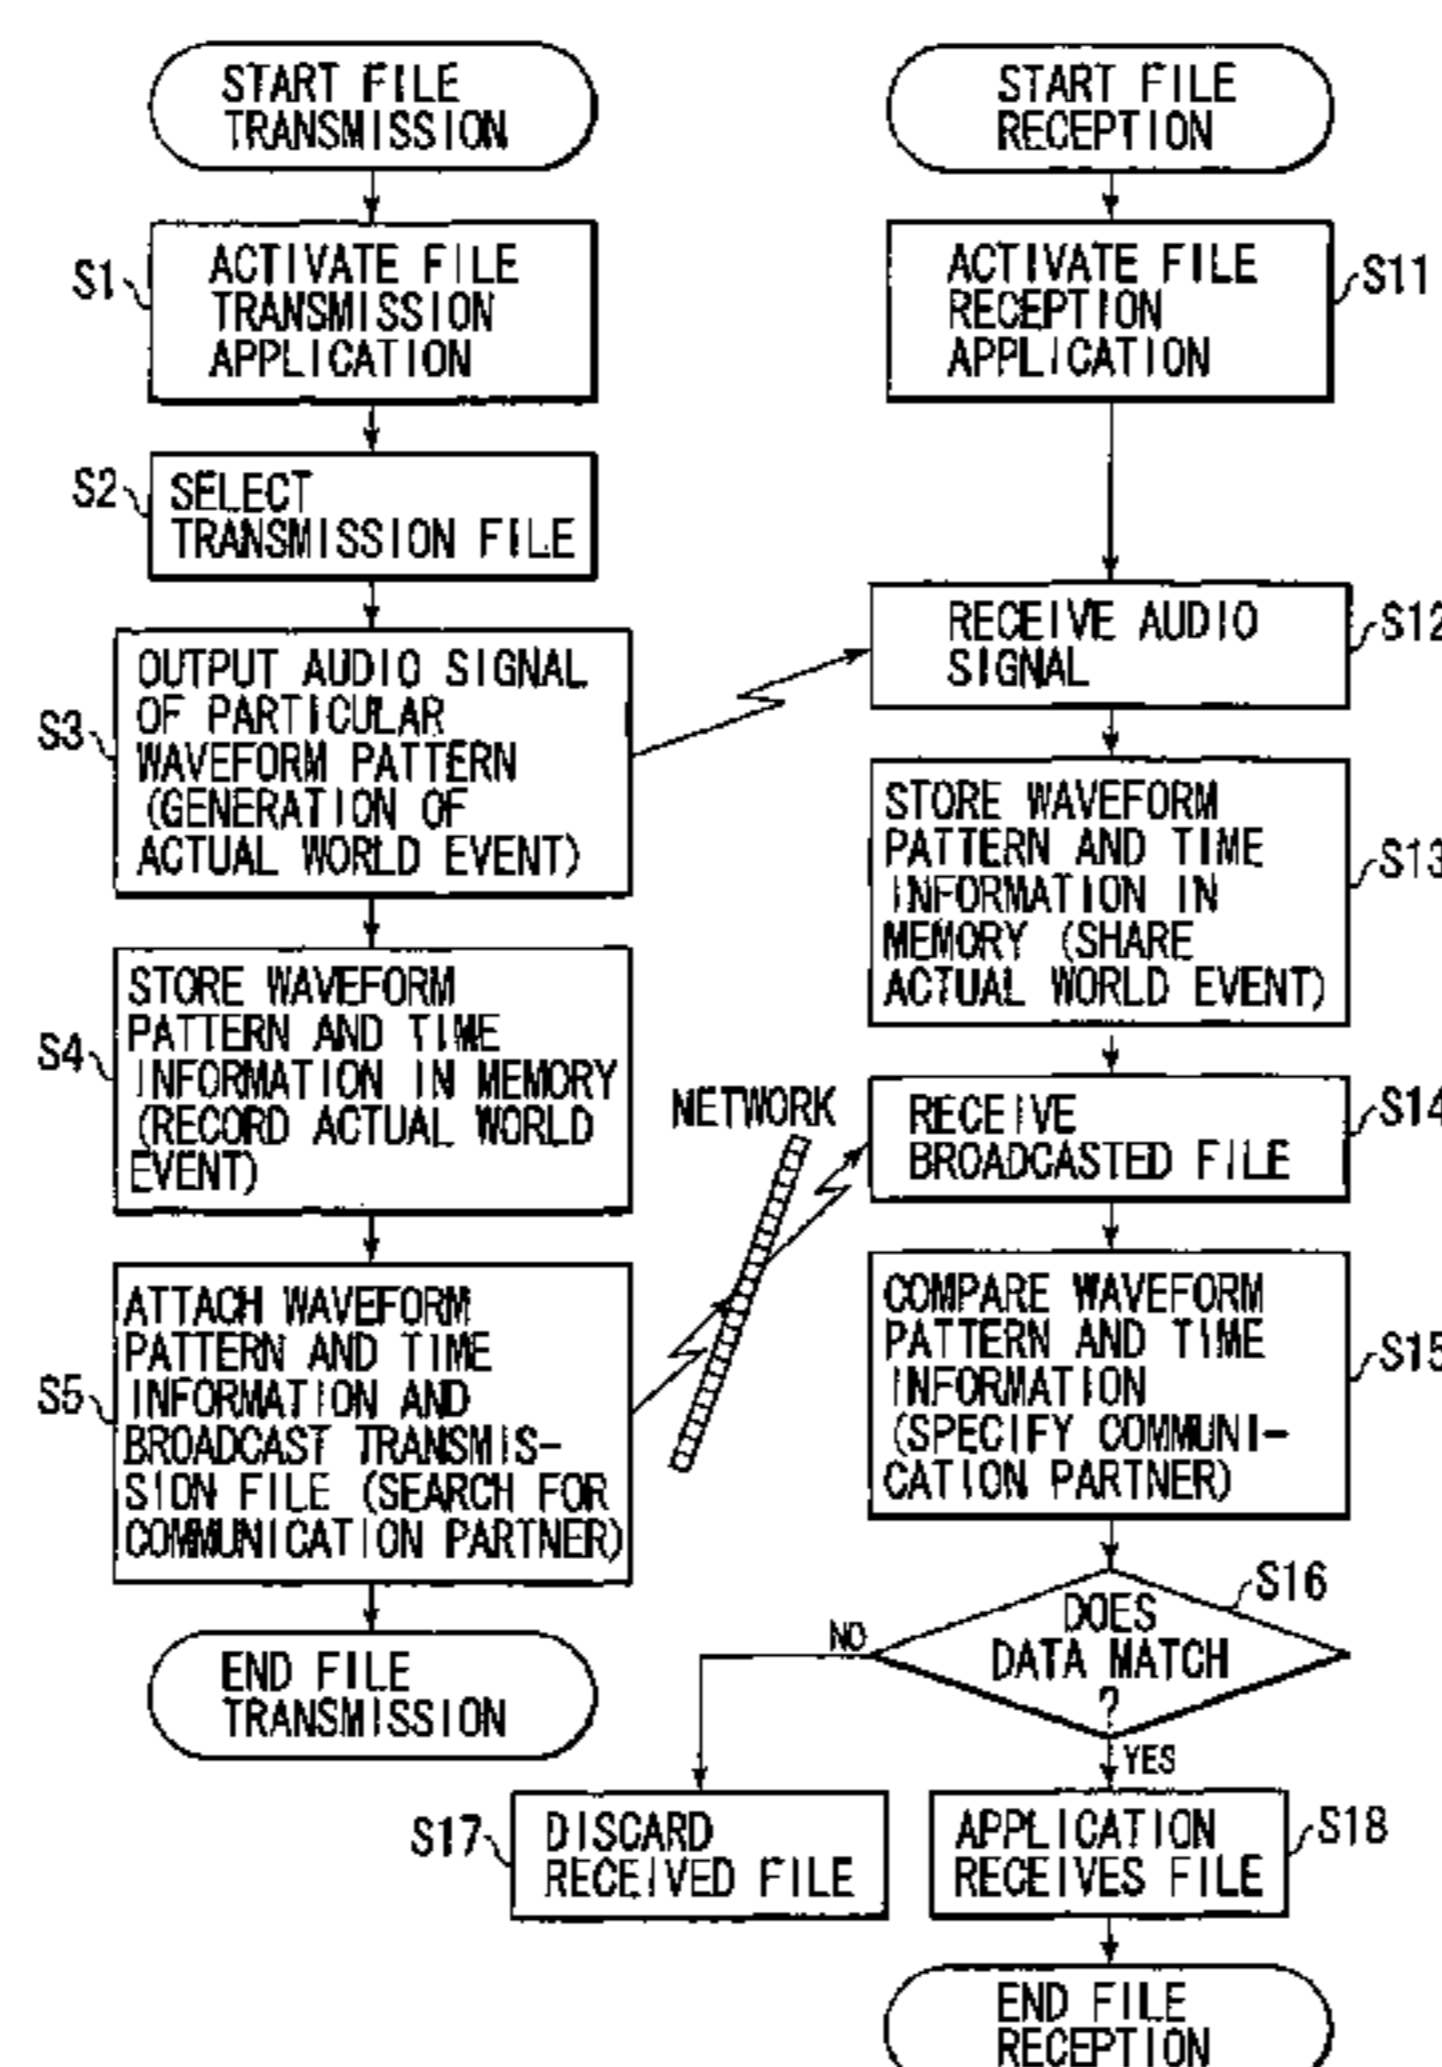 START FILE
TRANSMISSION
S1
ACTIVATE FILE
TRANSMISSION
APPLICATION
S2
SELECT
TRANSMISSION FILE
S3
OUTPUT AUDIO SIGNAL
OF PARTICULAR
WAVEFORM PATTERN
(GENERATION OF
ACTUAL WORLD EVENT)
S4
STORE WAVEFORM
PATTERN AND TIME
INFORMATION IN MEMORY
(RECORD ACTUAL WORLD
EVENT)
S5
ATTACH WAVEFORM
PATTERN AND TIME
INFORMATION AND
BROADCAST TRANSMIS-
SION FILE (SEARCH FOR
COMMUNICATION PARTNER)
END FILE
TRANSMISSION
NETWORK
START FILE
RECEPTION
ACTIVATE FILE
RECEPTION
APPLICATION
S11
RECEIVE AUDIO
SIGNAL
S12
STORE WAVEFORM
PATTERN AND TIME
INFORMATION IN
MEMORY (SHARE
ACTUAL WORLD EVENT)
S13
RECEIVE
BROADCASTED FILE
S14
COMPARE WAVEFORM
PATTERN AND TIME
INFORMATION
(SPECIFY COMMUNI-
CATION PARTNER)
S15
DOES
DATA MATCH
?
S16
NO
YES
S17
DISCARD
RECEIVED FILE
APPLICATION
RECEIVES FILE
S18
END FILE
RECEPTION